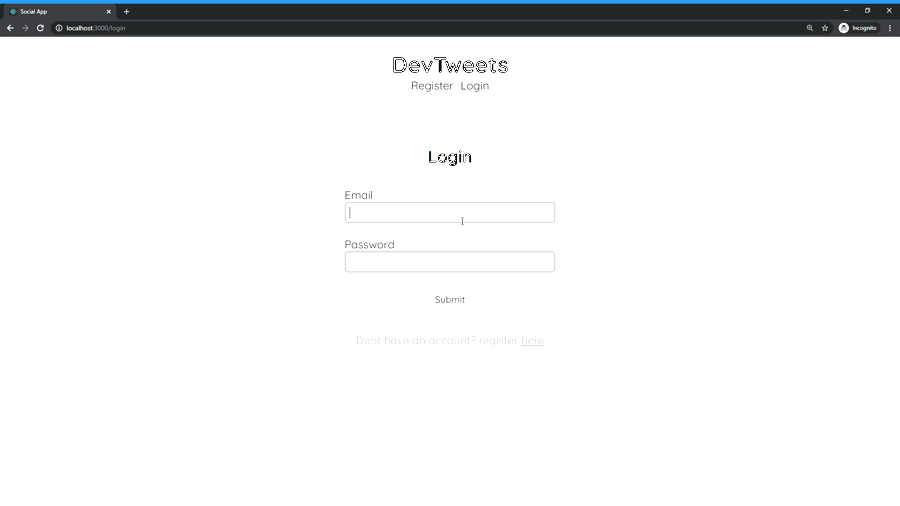 Social App
localhost:3000/login
Incognito
DevTweets
Register Login
Login
Email
Password
Submit
Dont have an account? register here